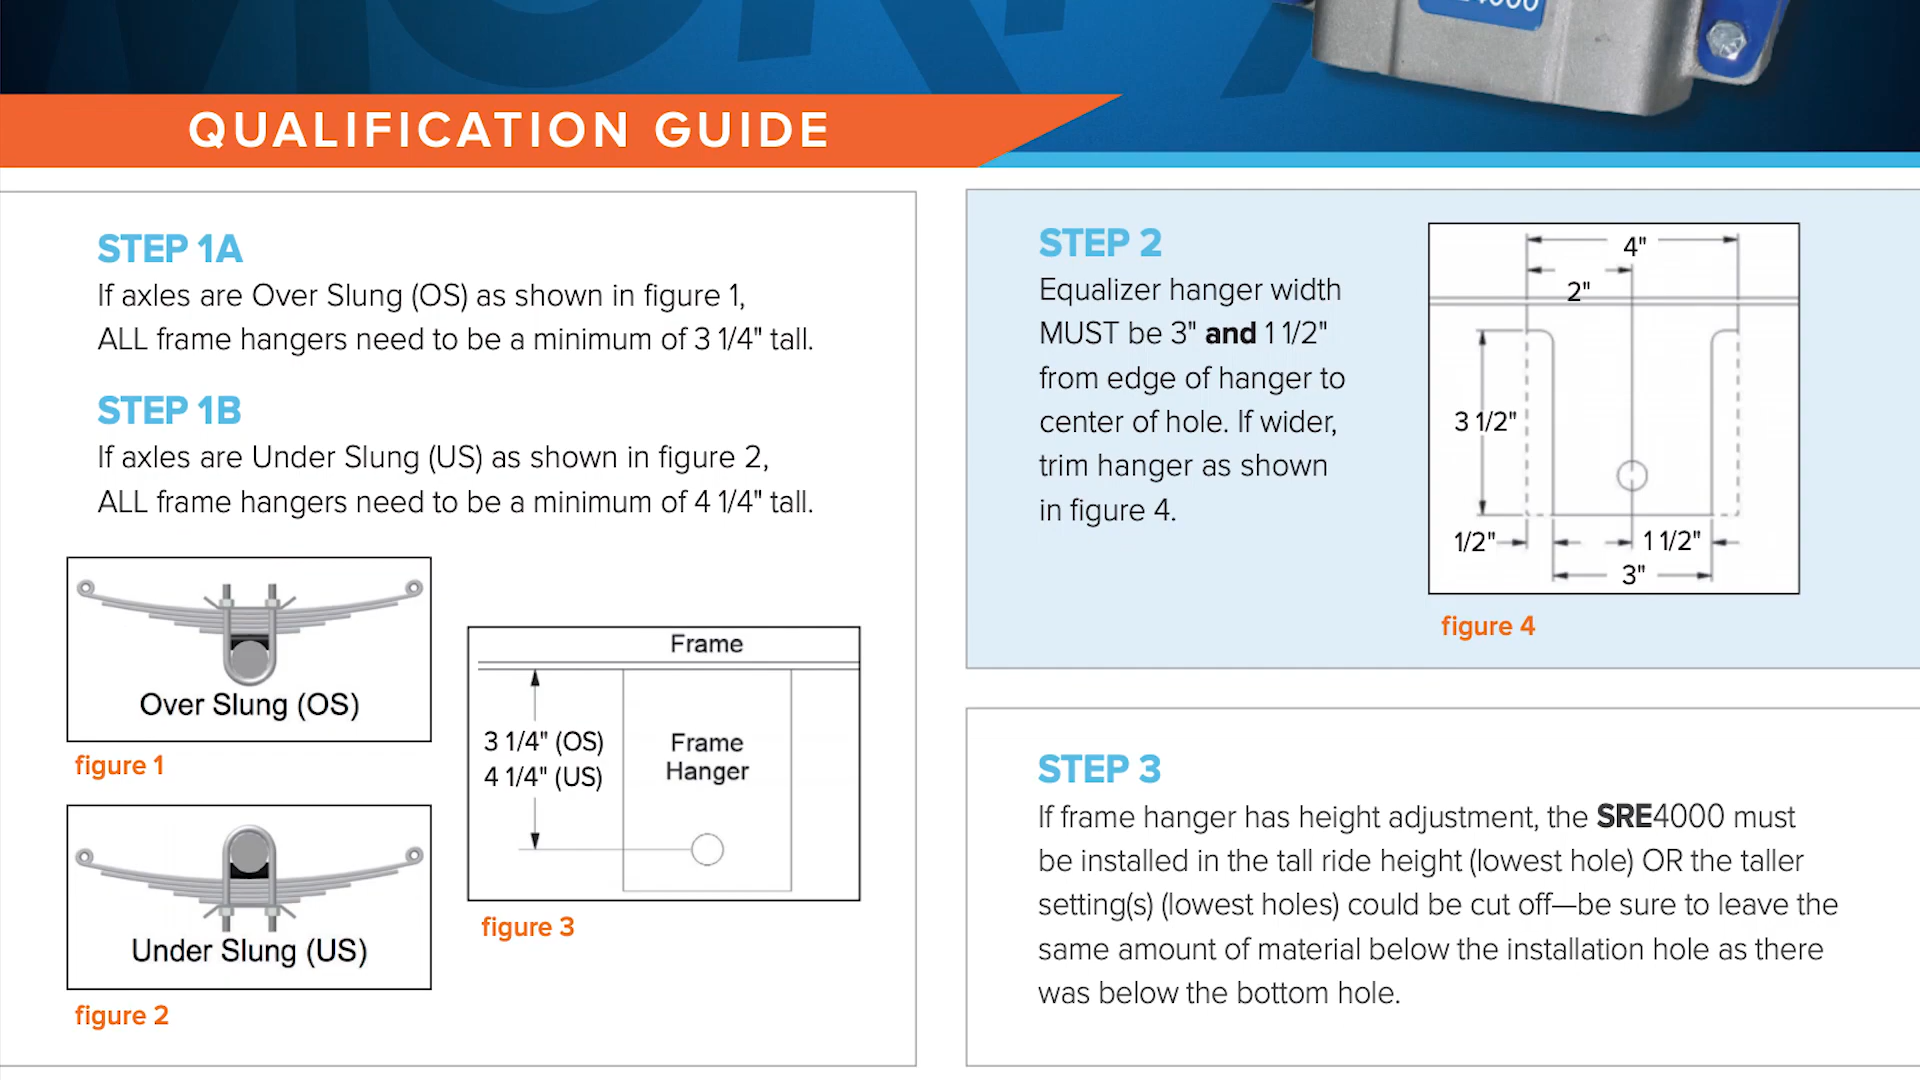 QUALIFICATION GUIDE
STEP 1A
If axles are Over Slung (OS) as shown in figure 1,
ALL frame hangers need to be a minimum of 3 1/4" tall.
STEP 1B
If axles are Under Slung (US) as shown in figure 2,
ALL frame hangers need to be a minimum of 4 1/4" tall.
Over Slung (OS)
figure 1
Under Slung (US)
figure 2
Frame
3 1/4" (OS)
4 1/4" (US)
Frame
Hanger
figure 3
STEP 2
Equalizer hanger width
MUST be 3" and 1 1/2"
from edge of hanger to
center of hole. If wider,
trim hanger as shown
in figure 4.
4"
2"
3 1/2"
1/2"
1 1/2"
3"
figure 4
STEP 3
If frame hanger has height adjustment, the SRE4000 must
be installed in the tall ride height (lowest hole) OR the taller
setting(s) (lowest holes) could be cut off—be sure to leave the
same amount of material below the installation hole as there
was below the bottom hole.